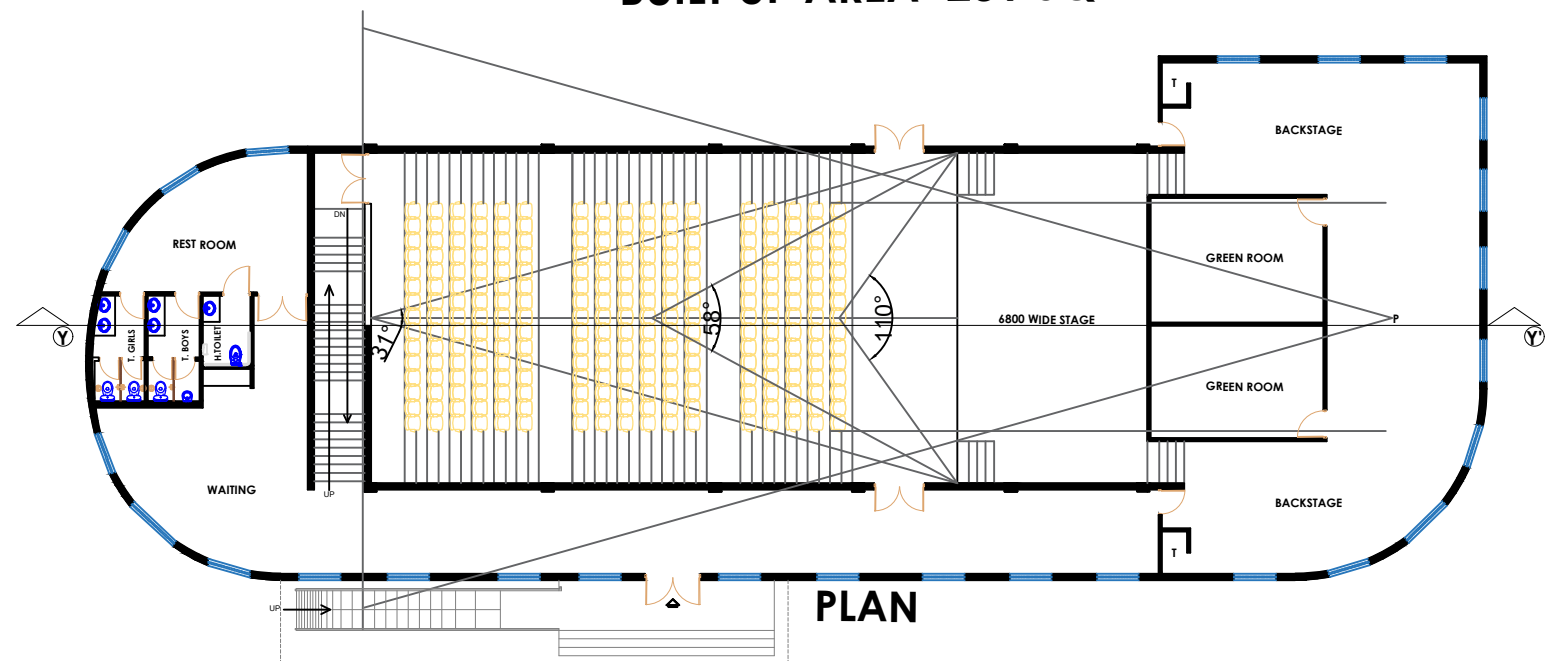 T
BACKSTAGE
DN
REST ROOM
GREEN ROOM
31°
58°
110°
6800 WIDE STAGE
P
Y
Y'
T. GIRLS
T. BOYS
H.TOILET
GREEN ROOM
WAITING
UP
BACKSTAGE
T
UP
PLAN